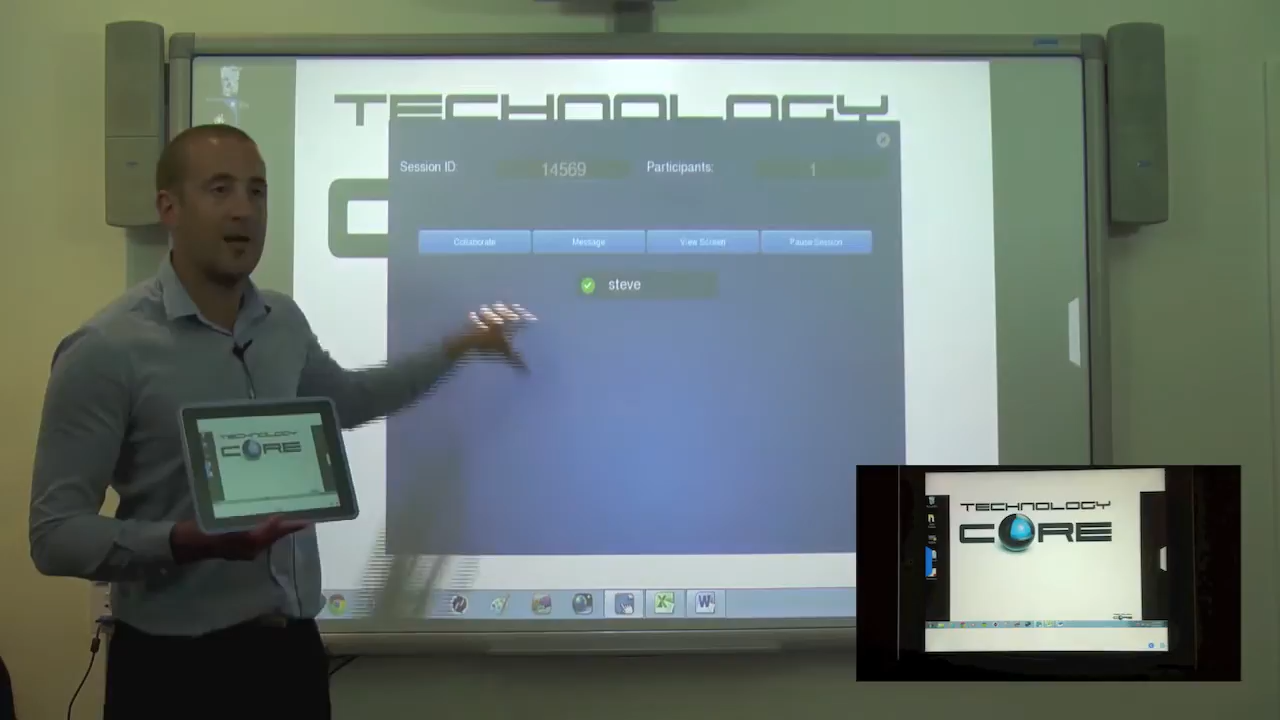 TECHNOLOGY
Session ID: 14569 Participants: 1
Collaborate Message View Screen Pause Session
steve
TECHNOLOGY
CORE
TECHNOLOGY
CORE